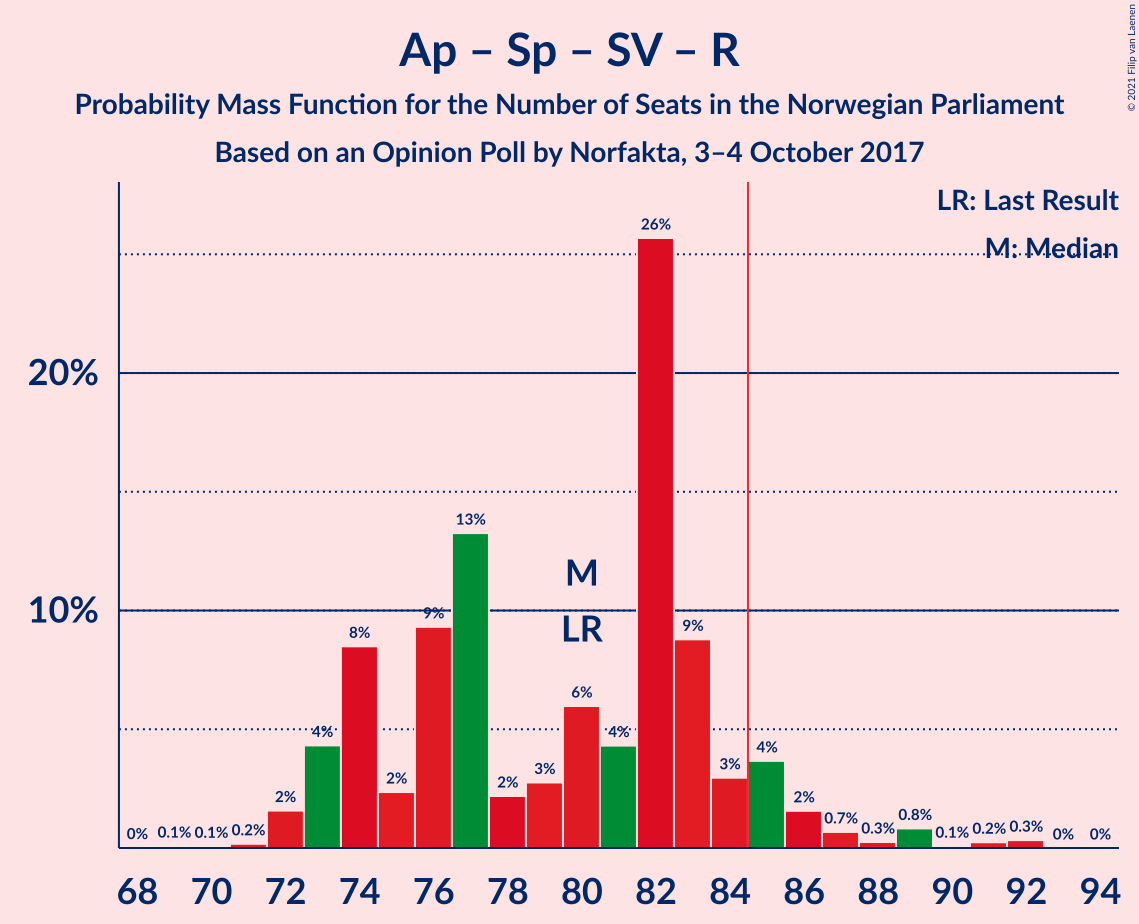 © 2021 Filip van Laenen
Ap – Sp – SV – R
Probability Mass Function for the Number of Seats in the Norwegian Parliament
Based on an Opinion Poll by Norfakta, 3–4 October 2017
LR: Last Result
M: Median
20%
10%
M
LR
0% 0.1% 0.1% 0.2% 2% 4% 8% 2% 9% 13% 2% 3% 6% 4% 26% 9% 3% 4% 2% 0.7% 0.3% 0.8% 0.1% 0.2% 0.3% 0% 0%
68 70 72 74 76 78 80 82 84 86 88 90 92 94